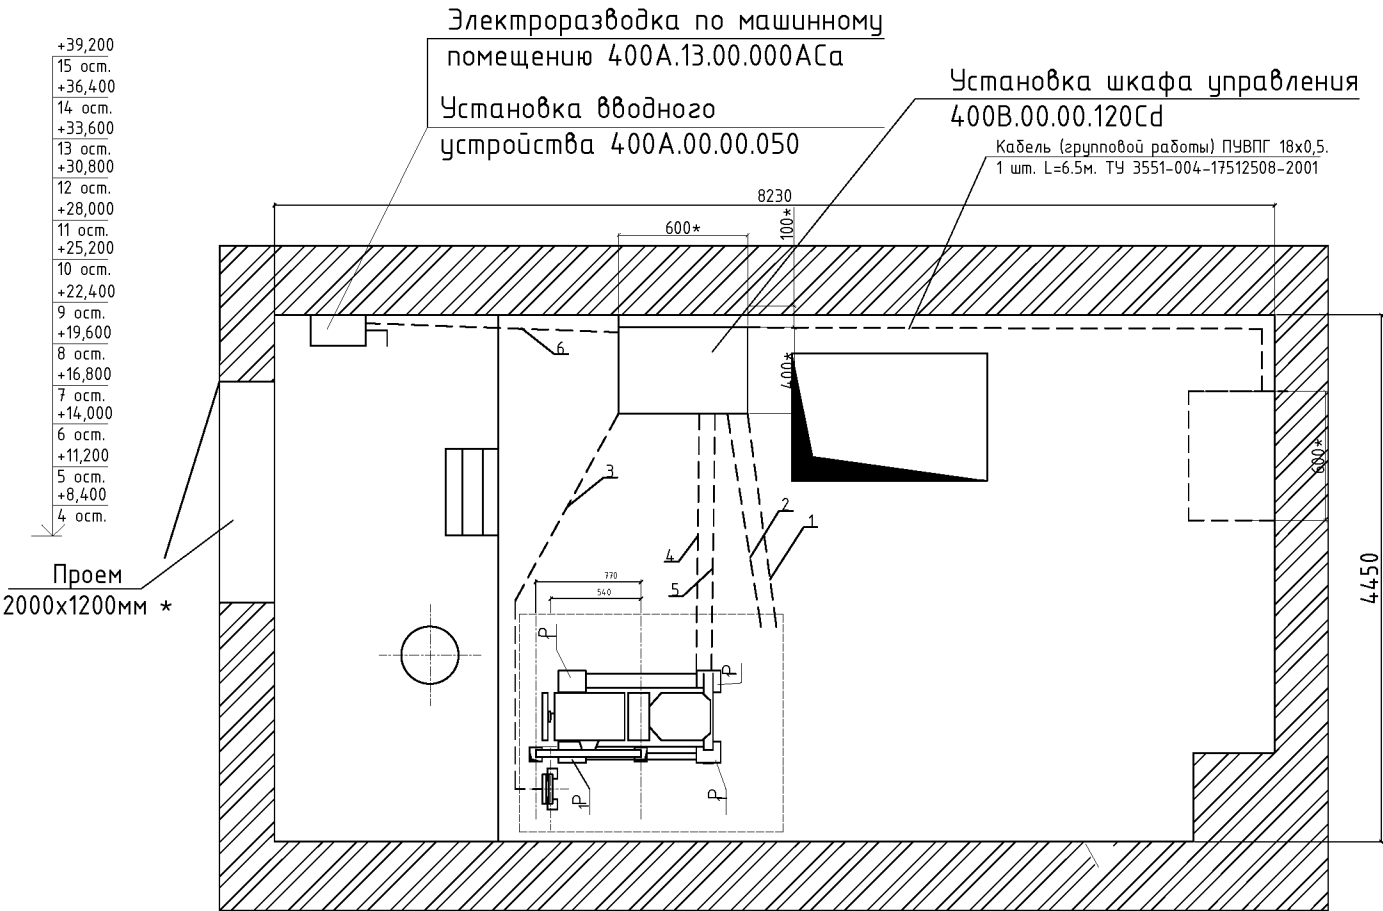 Электроразводка по машинному
помещению 400А.13.00.000АСа
Установка вводного
устройства 400А.00.00.050
Установка шкафа управления
400В.00.00.120Cd
Кабель (групповой работы) ПУВПГ 18х0,5.
1 шт. L=6.5м. ТУ 3551-004-17512508-2001
+39,200
15 ост.
+36,400
14 ост.
+33,600
13 ост.
+30,800
12 ост.
+28,000
11 ост.
+25,200
10 ост.
+22,400
9 ост.
+19,600
8 ост.
+16,800
7 ост.
+14,000
6 ост.
+11,200
5 ост.
+8,400
4 ост.
Проем
2000х1200мм *
8230
600*
100*
400*
600*
4450
6
3
2
1
4
5
770
540
Р
Р
Р
Р